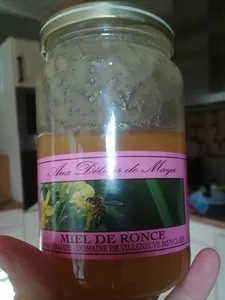 Aux Délices de Maya
MIEL DE RONCE
DOMAINE DE VILLENEUVE